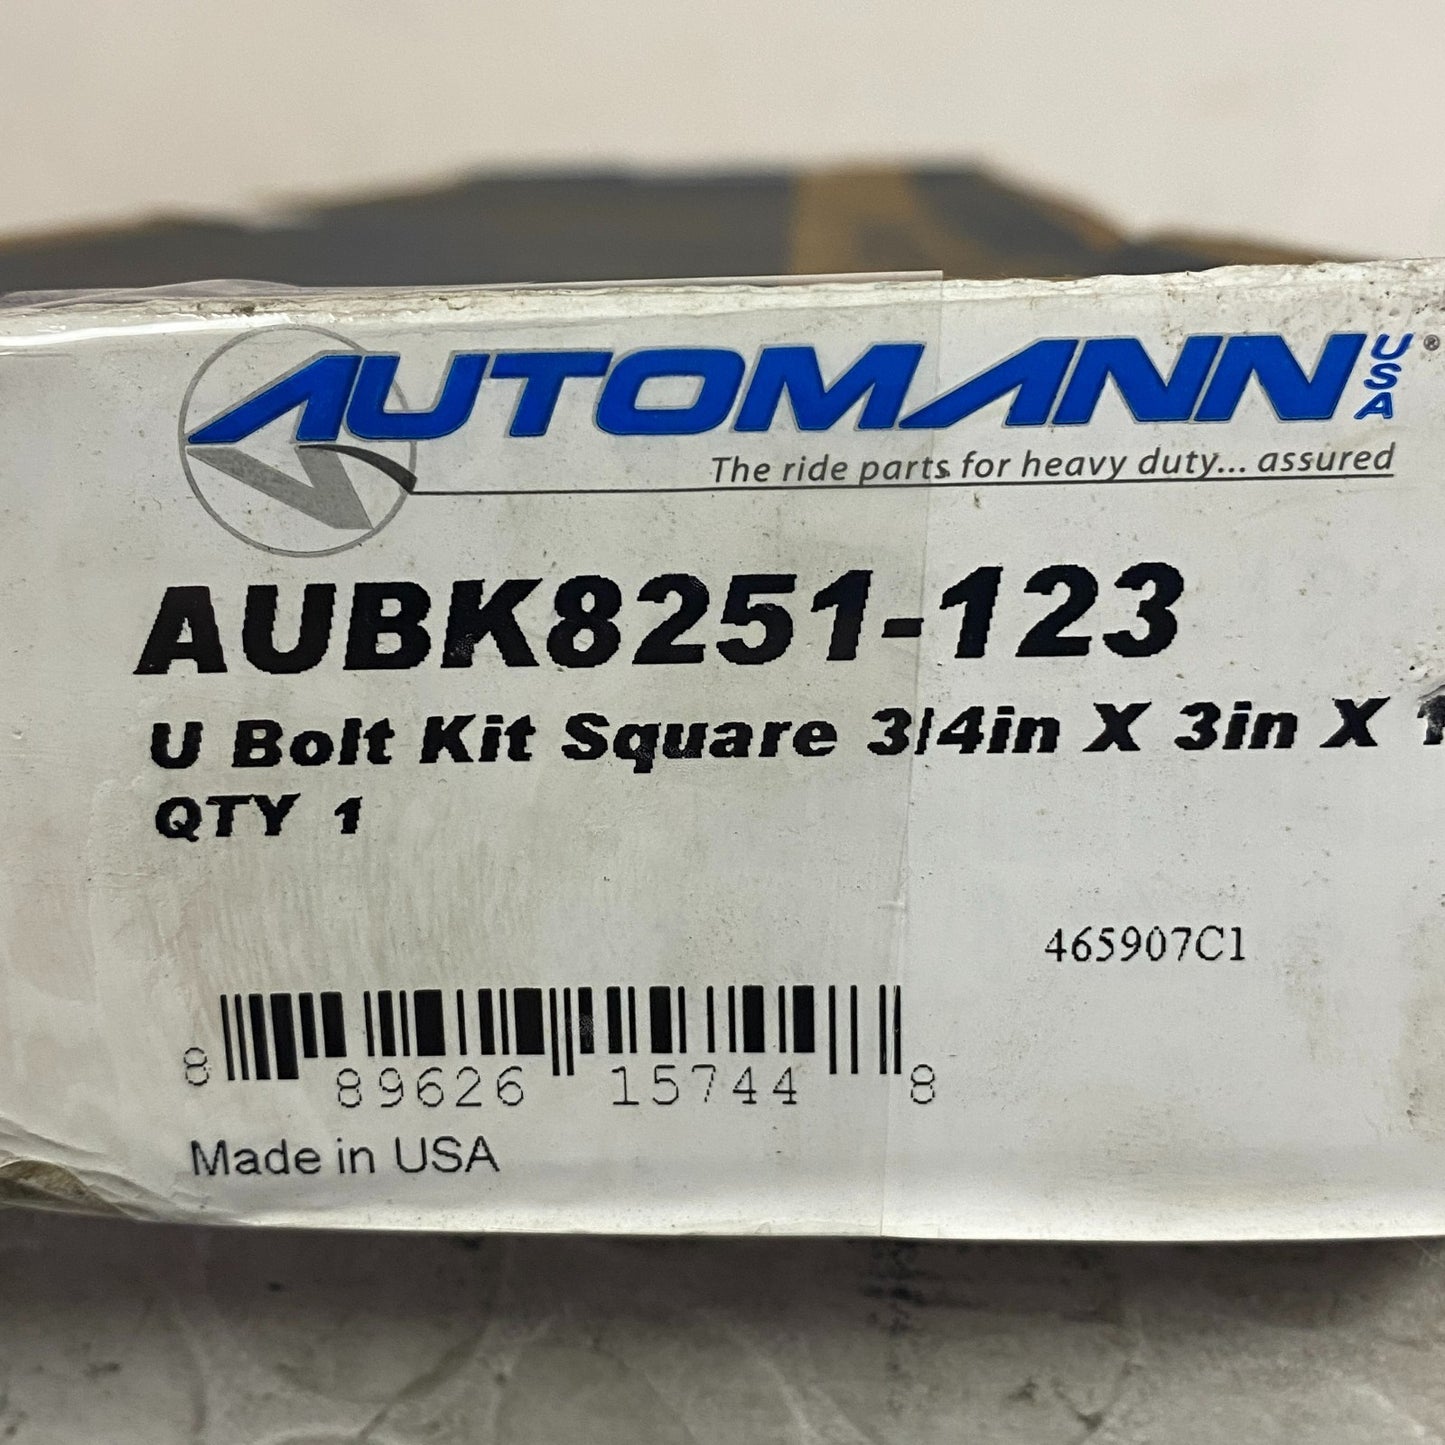 AUTOMANN USA®
The ride parts for heavy duty... assured
AUBK8251-123
U Bolt Kit Square 3/4in X 3in X 1
QTY 1
465907C1
8 89626 15744 8
Made in USA